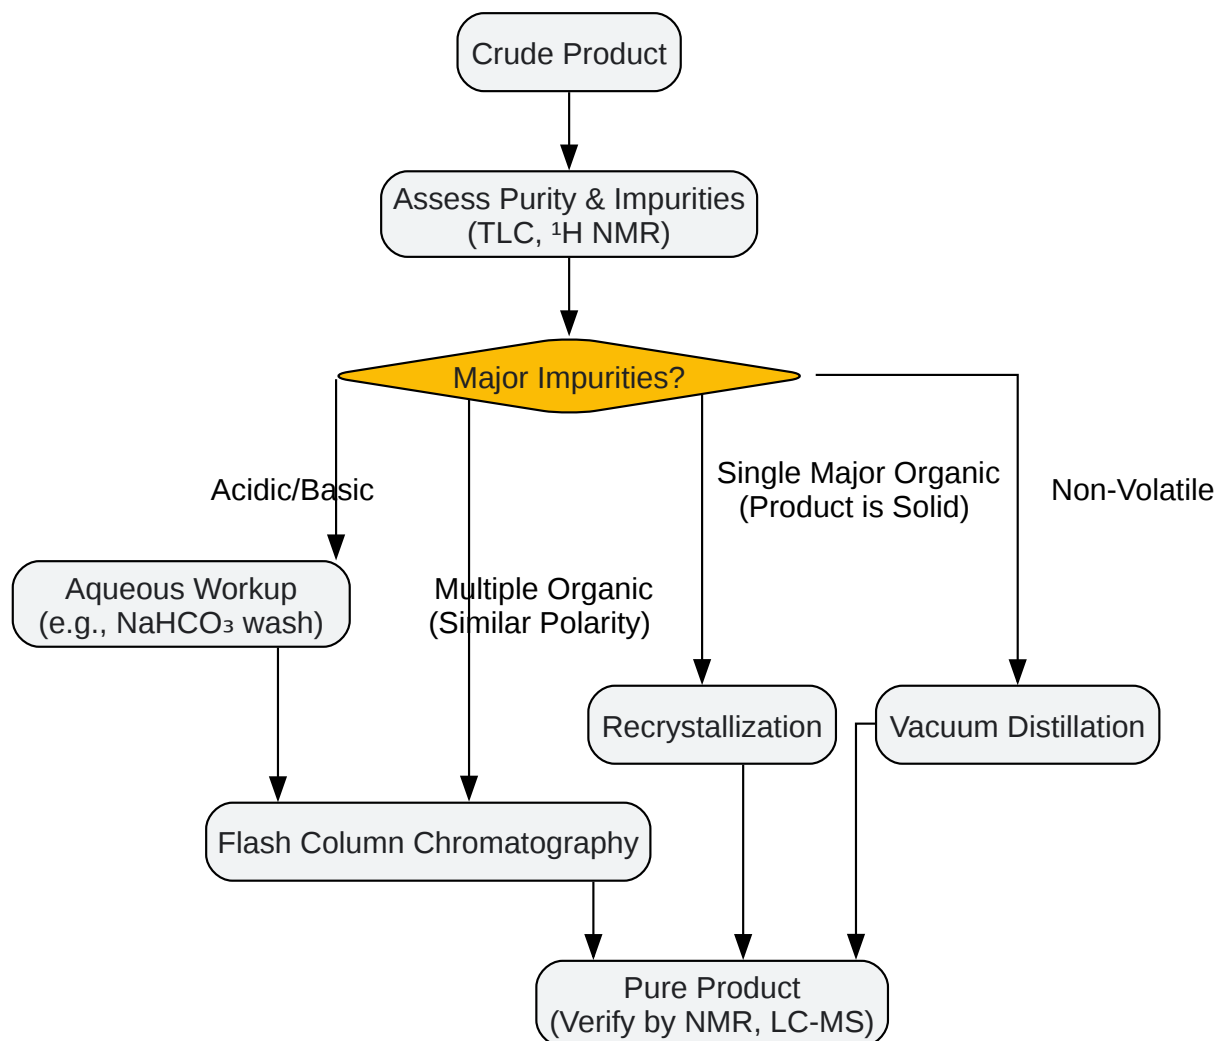 Crude Product
Assess Purity & Impurities
(TLC, ¹H NMR)
Major Impurities?
Acidic/Basic
Single Major Organic
(Product is Solid)
Non-Volatile
Aqueous Workup
(e.g., NaHCO₃ wash)
Multiple Organic
(Similar Polarity)
Recrystallization
Vacuum Distillation
Flash Column Chromatography
Pure Product
(Verify by NMR, LC-MS)